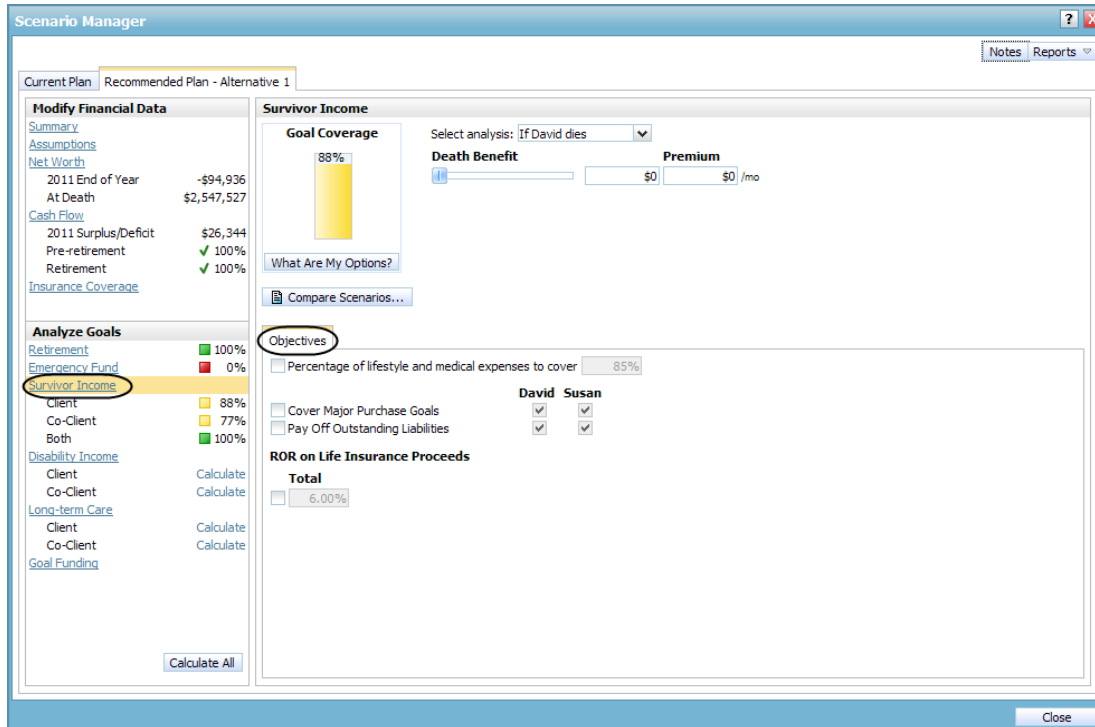 Scenario Manager
? X
Notes Reports
Current Plan Recommended Plan - Alternative 1
Modify Financial Data
Summary
Assumptions
Net Worth
2011 End of Year -$94,936
At Death $2,547,527
Cash Flow
2011 Surplus/Deficit $26,344
Pre-retirement ✓ 100%
Retirement ✓ 100%
Insurance Coverage
Analyze Goals
Retirement 100%
Emergency Fund 0%
Survivor Income
Client 88%
Co-Client 77%
Both 100%
Disability Income
Client Calculate
Co-Client Calculate
Long-term Care
Client Calculate
Co-Client Calculate
Goal Funding
Calculate All
Survivor Income
Goal Coverage
88%
What Are My Options?
Select analysis: If David dies
Death Benefit Premium
$0 $0 /mo
Compare Scenarios...
Objectives
Percentage of lifestyle and medical expenses to cover 85%
David Susan
Cover Major Purchase Goals
Pay Off Outstanding Liabilities
ROR on Life Insurance Proceeds
Total
6.00%
Close